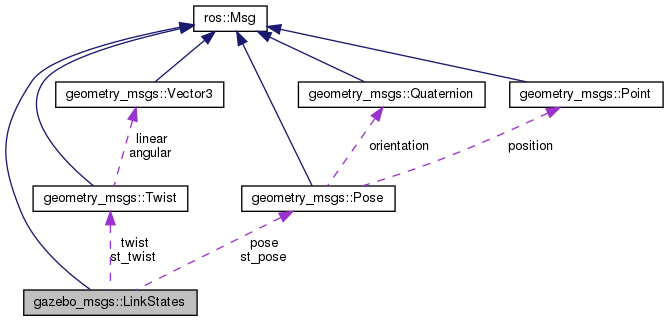 ros::Msg
geometry_msgs::Vector3
geometry_msgs::Quaternion
geometry_msgs::Point
linear
angular
orientation
position
geometry_msgs::Twist
geometry_msgs::Pose
twist
st_twist
pose
st_pose
gazebo_msgs::LinkStates